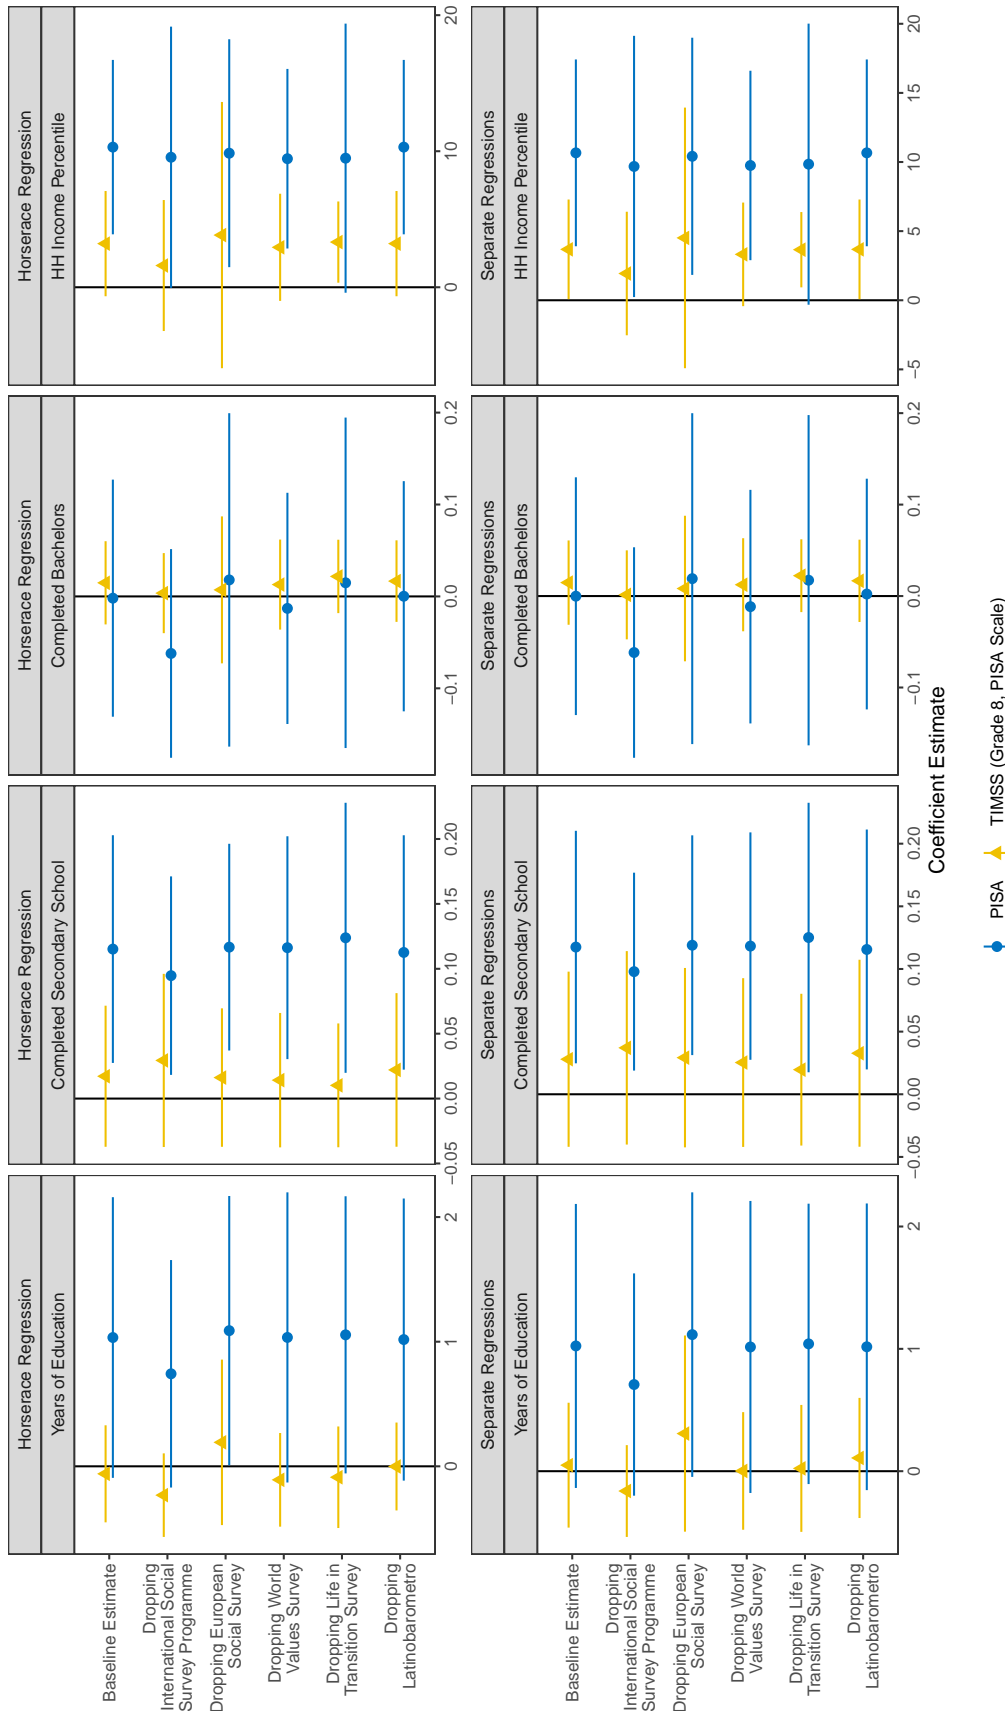 Horserace Regression
Years of Education
Horserace Regression
Completed Secondary School
Horserace Regression
Completed Bachelors
Horserace Regression
HH Income Percentile
Baseline Estimate
Dropping
International Social
Survey Programme
Dropping European
Social Survey
Dropping World
Values Survey
Dropping Life in
Transition Survey
Dropping
Latinobarometro
0 1 2
−0.05 0.00 0.05 0.10 0.15 0.20
−0.1 0.0 0.1 0.2
0 10 20
Separate Regressions
Years of Education
Separate Regressions
Completed Secondary School
Separate Regressions
Completed Bachelors
Separate Regressions
HH Income Percentile
Baseline Estimate
Dropping
International Social
Survey Programme
Dropping European
Social Survey
Dropping World
Values Survey
Dropping Life in
Transition Survey
Dropping
Latinobarometro
0 1 2
−0.05 0.00 0.05 0.10 0.15 0.20
−0.1 0.0 0.1 0.2
−5 0 5 10 15 20
Coefficient Estimate
PISA TIMSS (Grade 8, PISA Scale)